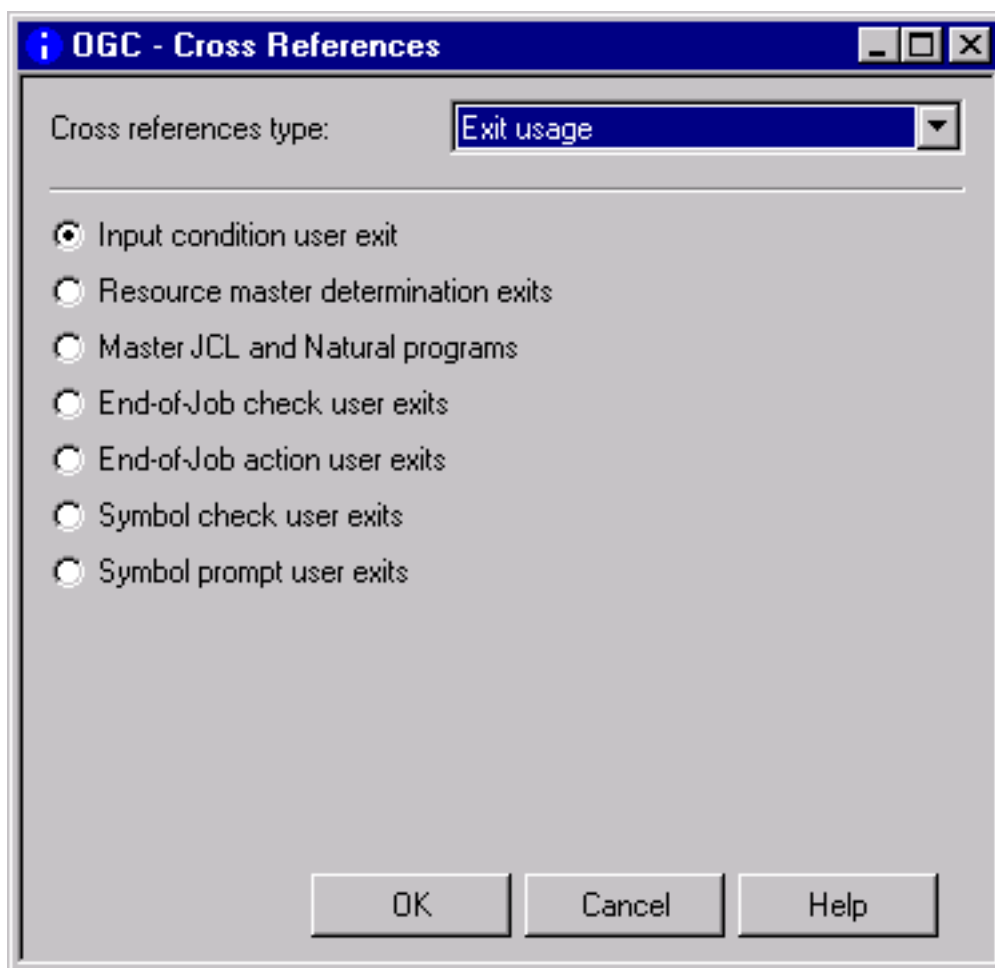 OGC - Cross References
Cross references type: Exit usage
Input condition user exit
Resource master determination exits
Master JCL and Natural programs
End-of-Job check user exits
End-of-Job action user exits
Symbol check user exits
Symbol prompt user exits
OK Cancel Help